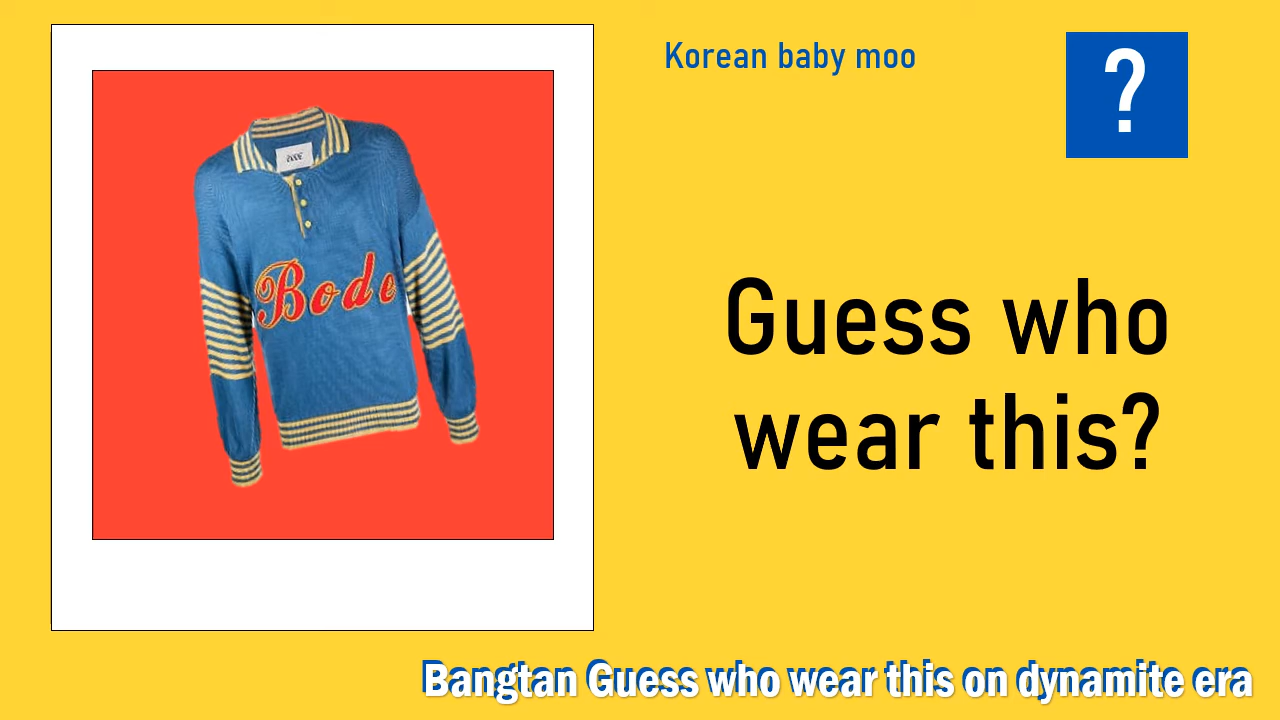 Korean baby moo
?
Bode
Guess who
wear this?
Bangtan Guess who wear this on dynamite era